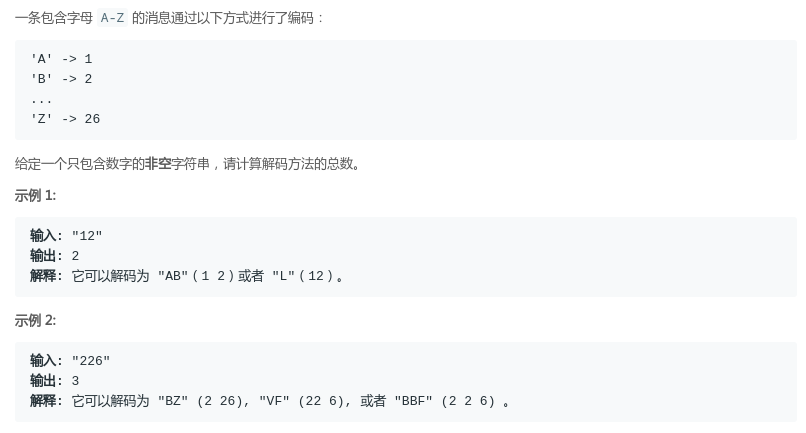 一条包含字母 A-Z 的消息通过以下方式进行了编码：
'A' -> 1
'B' -> 2
...
'Z' -> 26
给定一个只包含数字的非空字符串，请计算解码方法的总数。
示例 1:
输入: "12"
输出: 2
解释: 它可以解码为 "AB"（1 2）或者 "L"（12）。
示例 2:
输入: "226"
输出: 3
解释: 它可以解码为 "BZ" (2 26), "VF" (22 6), 或者 "BBF" (2 2 6) 。